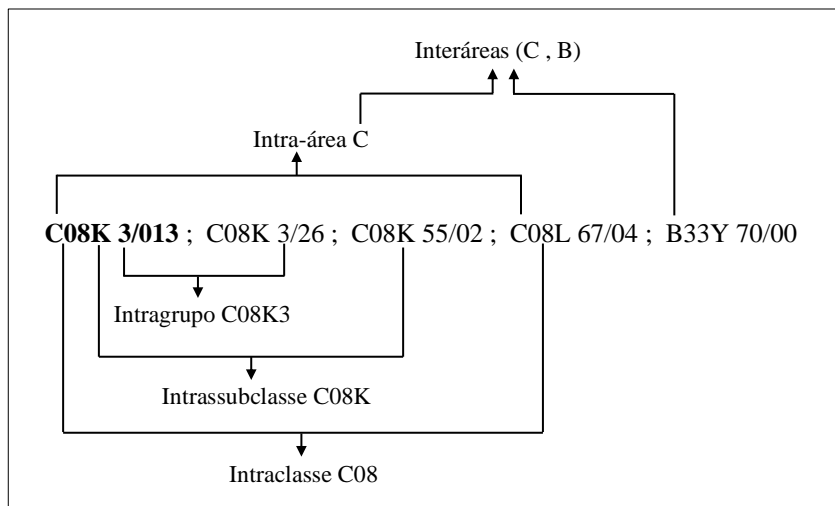 Interáreas (C , B)
Intra-área C
C08K 3/013 ; C08K 3/26 ; C08K 55/02 ; C08L 67/04 ; B33Y 70/00
Intragrupo C08K3
Intrassubclasse C08K
Intraclasse C08